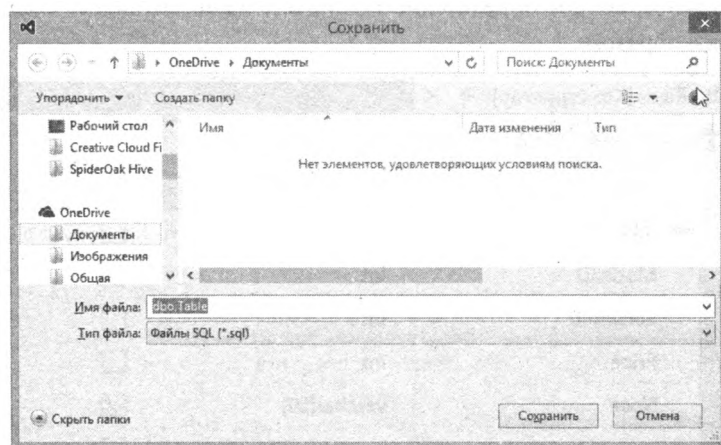 Сохранить
OneDrive Документы
Поиск: Документы
Упорядочить
Создать папку
Рабочий стол
Creative Cloud Fi
SpiderOak Hive
OneDrive
Документы
Изображения
Общая
Имя
Дата изменения
Тип
Нет элементов, удовлетворяющих условиям поиска.
Имя файла: dbo.Table
Тип файла: Файлы SQL (*.sql)
Скрыть папки
Сохранить
Отмена